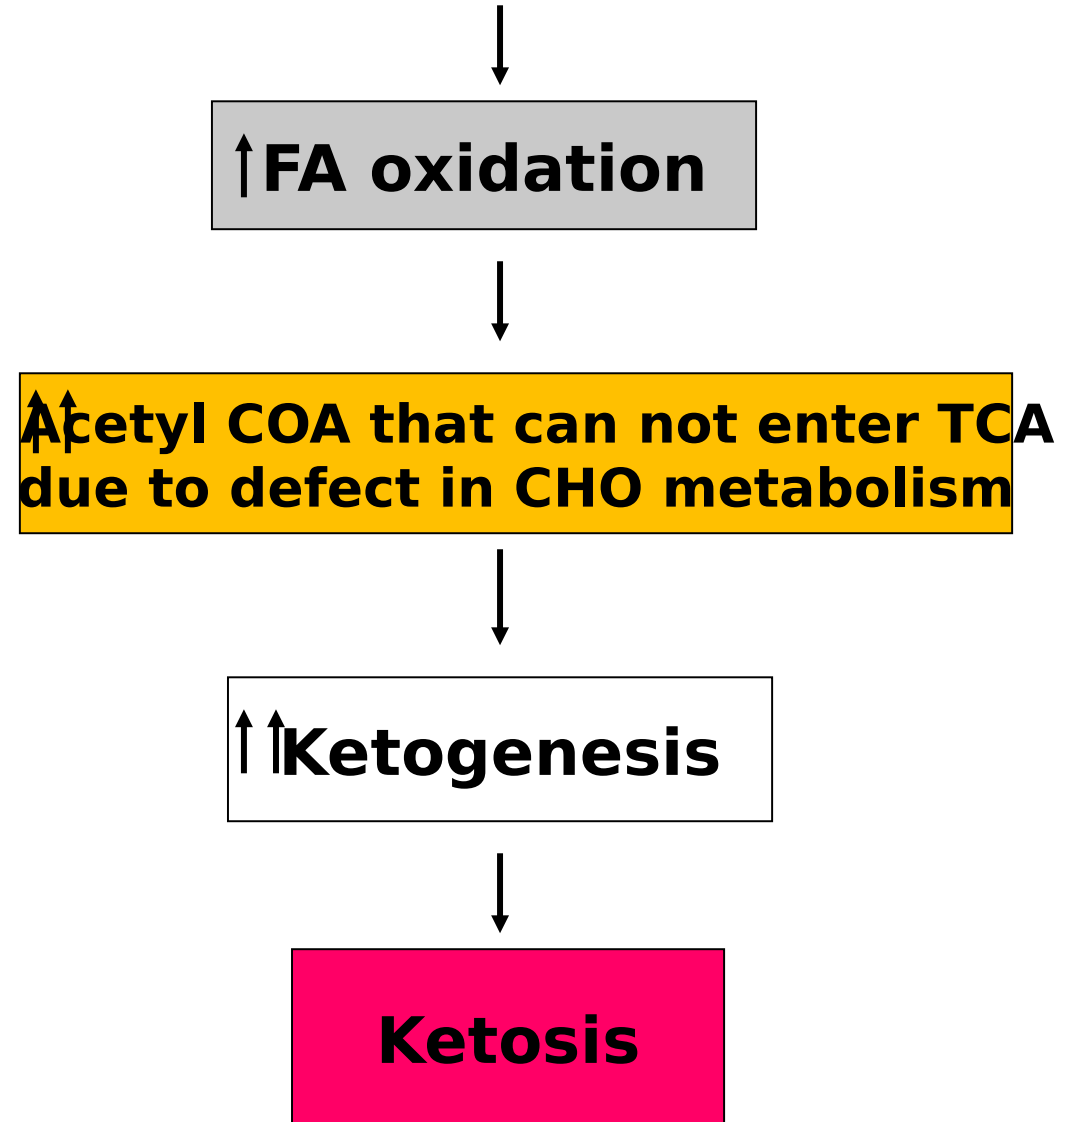 FA oxidation
Acetyl COA that can not enter TCA
due to defect in CHO metabolism
Ketogenesis
Ketosis